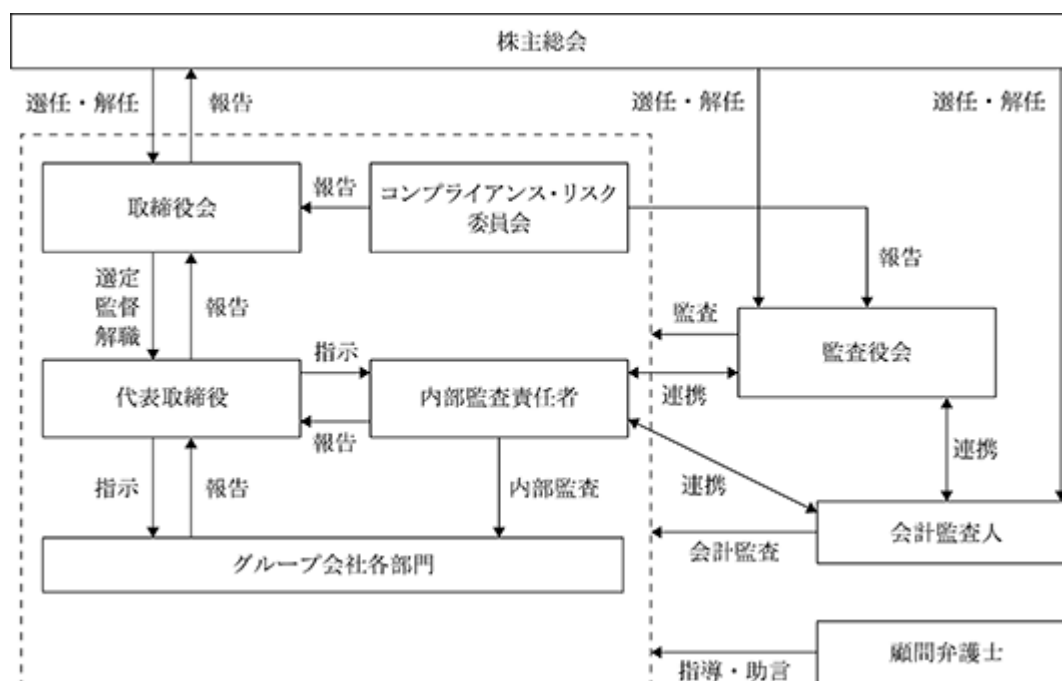 株主総会
選任・解任
報告
選任・解任
選任・解任
取締役会
報告
コンプライアンス・リスク
委員会
報告
選定
監督
解職
報告
監査
監査役会
代表取締役
指示
報告
内部監査責任者
連携
連携
指示
報告
内部監査
連携
会計監査人
会計監査
グループ会社各部門
顧問弁護士
指導・助言